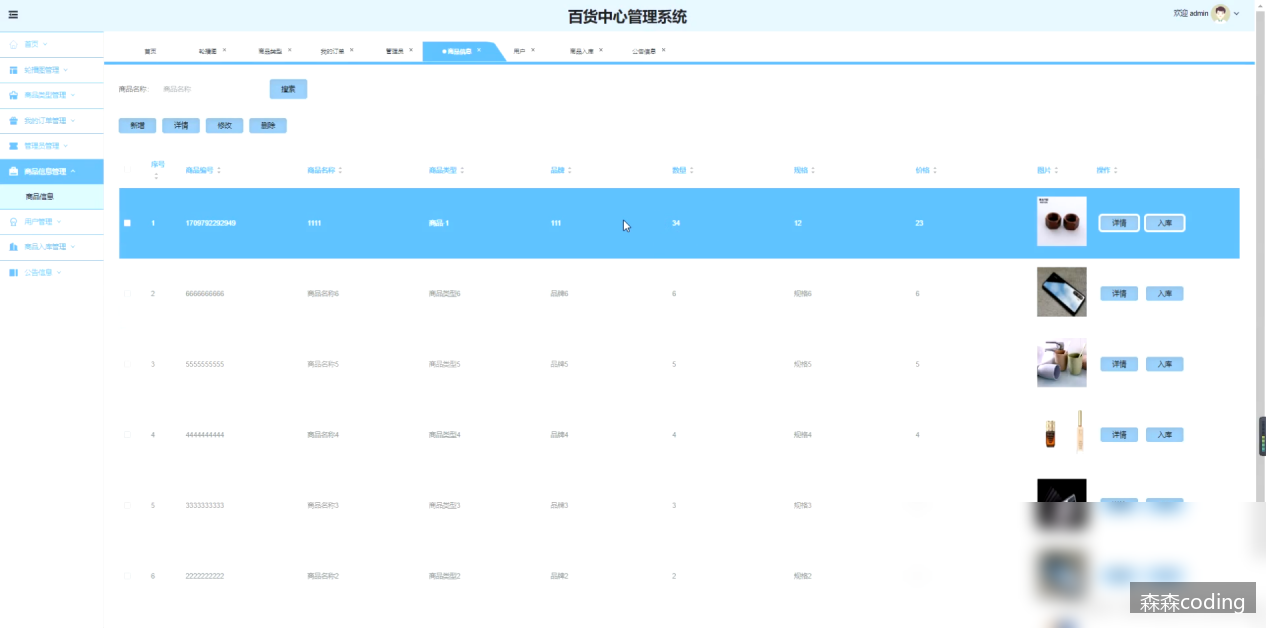 百货中心管理系统
欢迎 admin
首页
轮播图 ×
商品类型 ×
我的订单 ×
管理员 ×
商品信息 ×
用户 ×
商品入库 ×
公告信息 ×
首页
轮播图管理
商品类型管理
我的订单管理
管理员管理
商品信息管理
商品信息
用户管理
商品入库管理
公告信息
商品名称: 商品名称 搜索
新增 详情 修改 删除
编号 商品编号 商品名称 商品类型 品牌 数量 规格 价格 图片 操作
1 1709792292949 1111 商品 1 111 34 12 23 详情 入库
2 6666666666 商品名称6 商品类型6 品牌6 6 规格6 6 详情 入库
3 5555555555 商品名称5 商品类型5 品牌5 5 规格5 5 详情 入库
4 4444444444 商品名称4 商品类型4 品牌4 4 规格4 4 详情 入库
5 3333333333 商品名称3 商品类型3 品牌3 3 规格3
6 2222222222 商品名称2 商品类型2 品牌2 2 规格2
森森coding